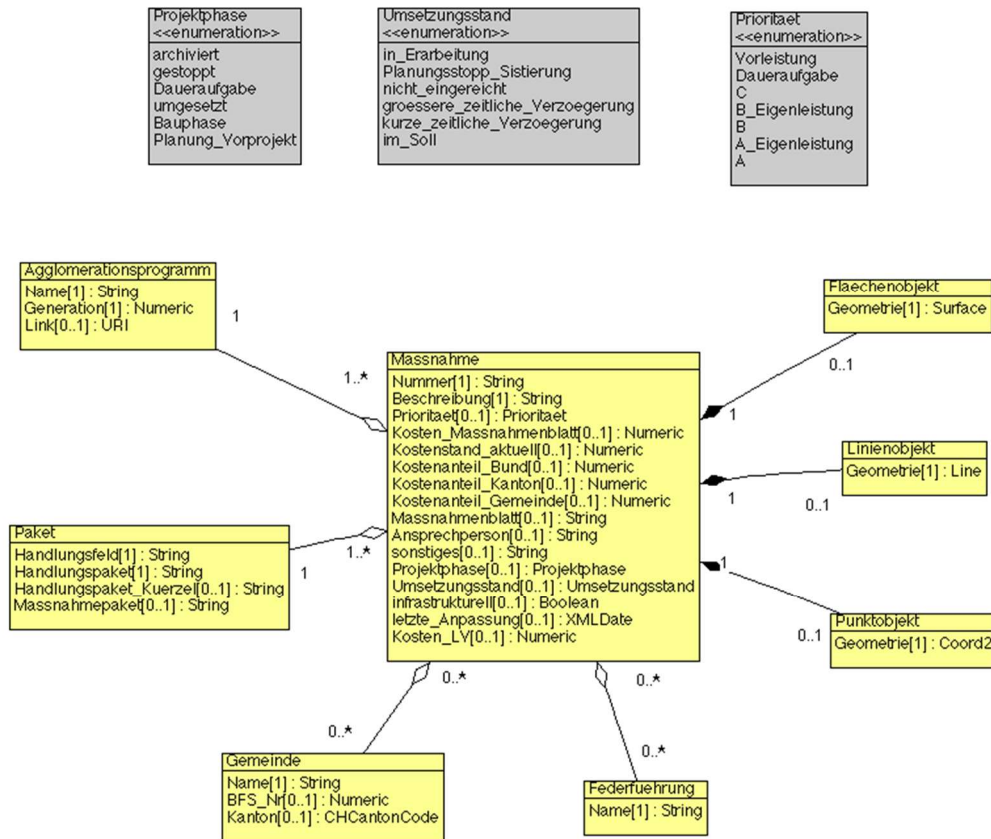 Projektphase
<<enumeration>>
archiviert
gestoppt
Daueraufgabe
umgesetzt
Bauphase
Planung_Vorprojekt
Umsetzungsstand
<<enumeration>>
in_Erarbeitung
Planungsstopp_Sistierung
nicht_eingereicht
groessere_zeitliche_Verzoegerung
kurze_zeitliche_Verzoegerung
im_Soll
Prioritaet
<<enumeration>>
Vorleistung
Daueraufgabe
C
B_Eigenleistung
B
A_Eigenleistung
A
Agglomerationsprogramm
Name[1] : String
Generation[1] : Numeric
Link[0..1] : URI
1
1..*
Flaechenobjekt
Geometrie[1] : Surface
0..1
1
Massnahme
Nummer[1] : String
Beschreibung[1] : String
Prioritaet[0..1] : Prioritaet
Kosten_Massnahmenblatt[0..1] : Numeric
Kostenstand_aktuell[0..1] : Numeric
Kostenanteil_Bund[0..1] : Numeric
Kostenanteil_Kanton[0..1] : Numeric
Kostenanteil_Gemeinde[0..1] : Numeric
Massnahmenblatt[0..1] : String
Ansprechperson[0..1] : String
sonstiges[0..1] : String
Projektphase[0..1] : Projektphase
Umsetzungsstand[0..1] : Umsetzungsstand
infrastrukturell[0..1] : Boolean
letzte_Anpassung[0..1] : XMLDate
Kosten_LV[0..1] : Numeric
Linienobjekt
Geometrie[1] : Line
1
0..1
Paket
Handlungsfeld[1] : String
Handlungspaket[1] : String
Handlungspaket_Kuerzel[0..1] : String
Massnahmepaket[0..1] : String
1
1..*
1
0..1
Punktobjekt
Geometrie[1] : Coord2
0..*
0..*
0..*
0..*
Gemeinde
Name[1] : String
BFS_Nr[0..1] : Numeric
Kanton[0..1] : CHCantonCode
Federfuehrung
Name[1] : String